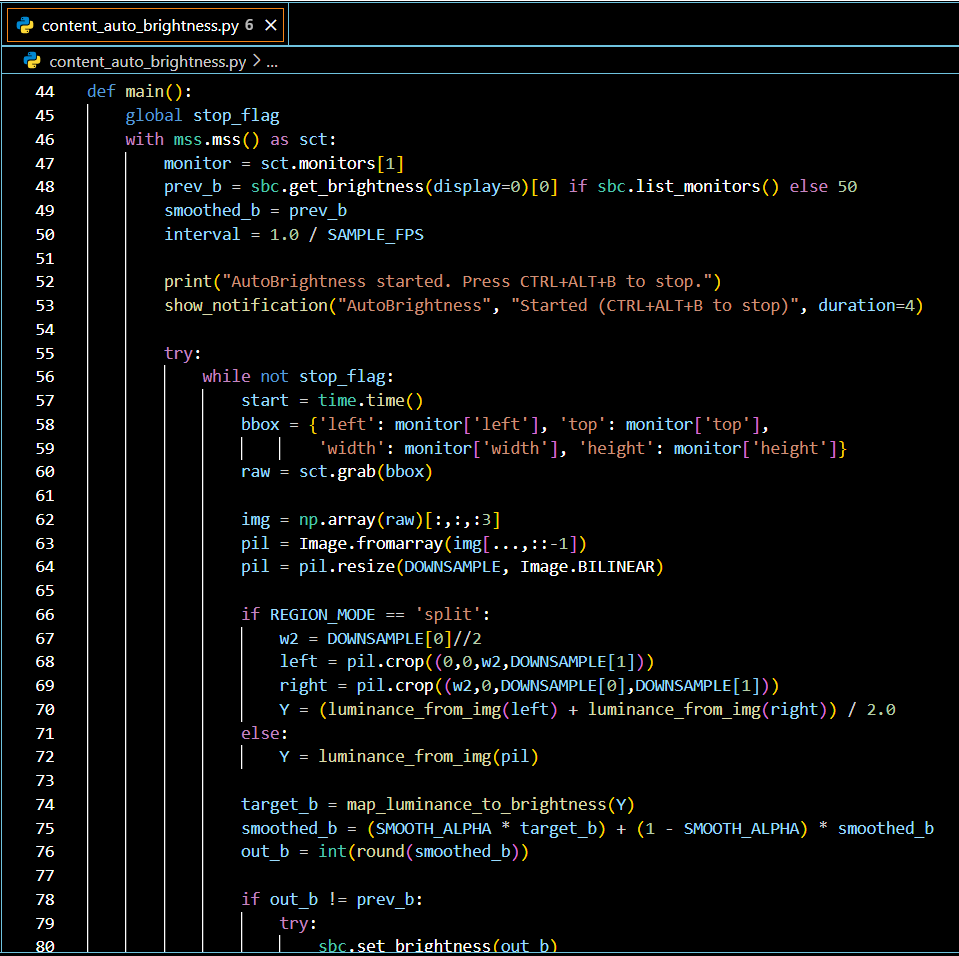 content_auto_brightness.py 6 ×
content_auto_brightness.py > ...
44 def main():
45     global stop_flag
46     with mss.mss() as sct:
47         monitor = sct.monitors[1]
48         prev_b = sbc.get_brightness(display=0)[0] if sbc.list_monitors() else 50
49         smoothed_b = prev_b
50         interval = 1.0 / SAMPLE_FPS
51
52         print("AutoBrightness started. Press CTRL+ALT+B to stop.")
53         show_notification("AutoBrightness", "Started (CTRL+ALT+B to stop)", duration=4)
54
55         try:
56             while not stop_flag:
57                 start = time.time()
58                 bbox = {'left': monitor['left'], 'top': monitor['top'],
59                         'width': monitor['width'], 'height': monitor['height']}
60                 raw = sct.grab(bbox)
61
62                 img = np.array(raw)[:,:,:3]
63                 pil = Image.fromarray(img[...,::-1])
64                 pil = pil.resize(DOWNSAMPLE, Image.BILINEAR)
65
66                 if REGION_MODE == 'split':
67                     w2 = DOWNSAMPLE[0]//2
68                     left = pil.crop((0,0,w2,DOWNSAMPLE[1]))
69                     right = pil.crop((w2,0,DOWNSAMPLE[0],DOWNSAMPLE[1]))
70                     Y = (luminance_from_img(left) + luminance_from_img(right)) / 2.0
71                 else:
72                     Y = luminance_from_img(pil)
73
74                 target_b = map_luminance_to_brightness(Y)
75                 smoothed_b = (SMOOTH_ALPHA * target_b) + (1 - SMOOTH_ALPHA) * smoothed_b
76                 out_b = int(round(smoothed_b))
77
78                 if out_b != prev_b:
79                     try:
80                         sbc.set_brightness(out_b)